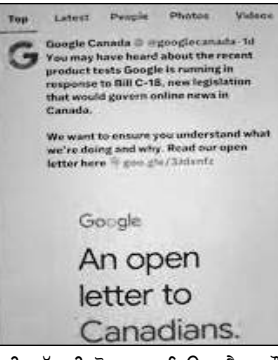 Top Latest People Photos Videos
Google Canada @googlecanada · 1d
You may have heard about the recent
product tests Google is running in
response to Bill C-18, new legislation
that would govern online news in
Canada.
We want to ensure you understand what
we're doing and why. Read our open
letter here
Google
An open
letter to
Canadians.